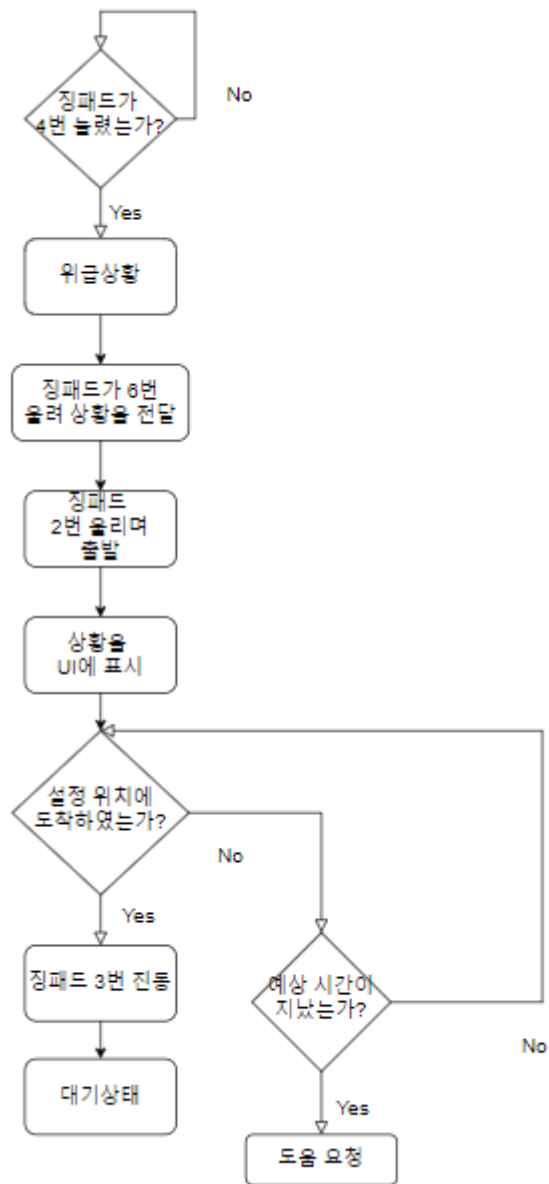 징패드가
4번 눌렸는가?
No
Yes
위급상황
징패드가 6번
울려 상황을 전달
징패드
2번 울리며
출발
상황을
UI에 표시
설정 위치에
도착하였는가?
No
Yes
징패드 3번 진동
예상 시간이
지났는가?
No
대기상태
Yes
도움 요청